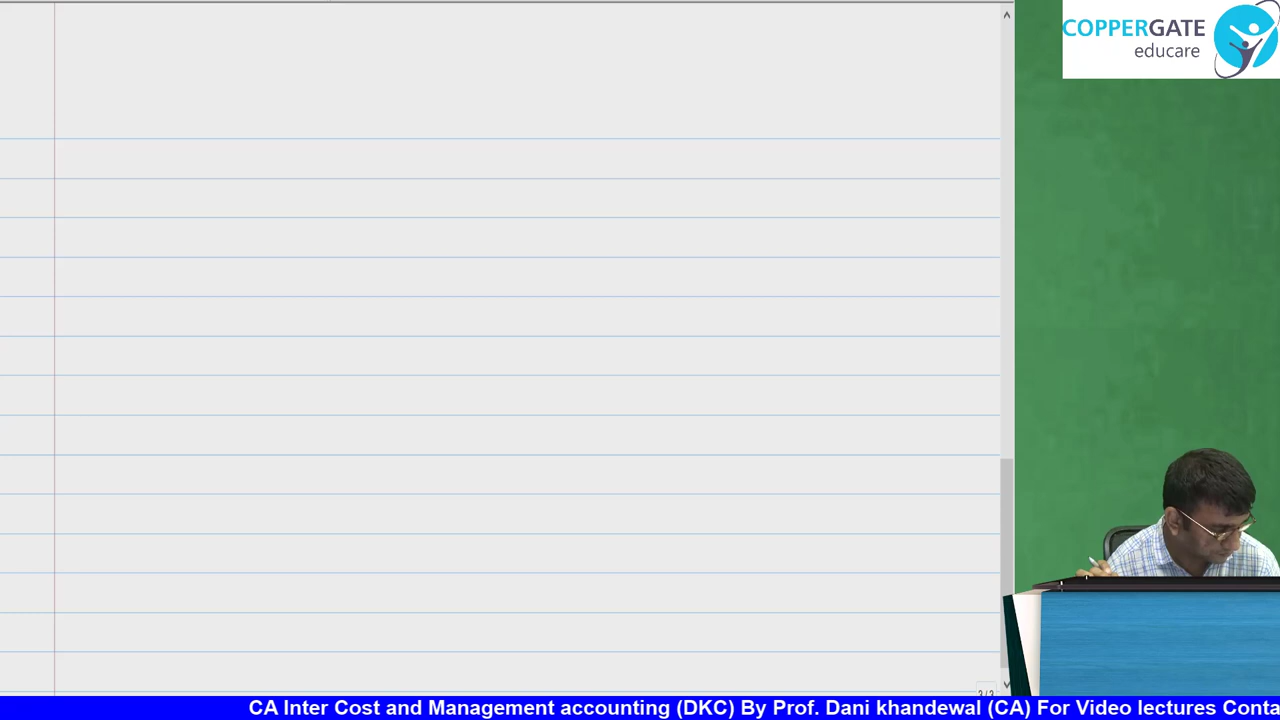 COPPERGATE
educare
CA Inter Cost and Management accounting (DKC) By Prof. Dani khandewal (CA) For Video lectures Conta